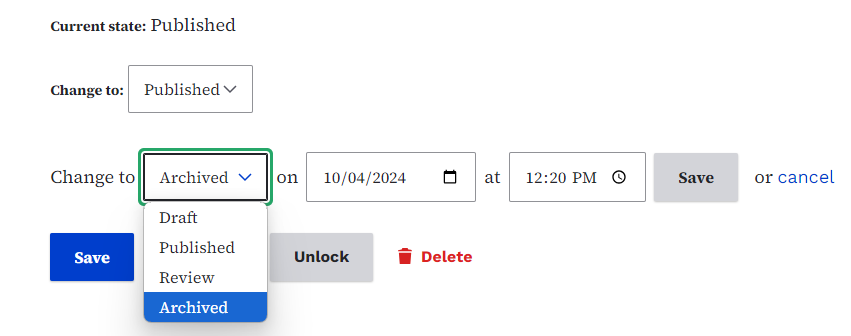 Current state: Published
Change to: Published
Change to Archived on 10/04/2024 at 12:20 PM Save or cancel
Draft
Published
Review
Archived
Save Unlock Delete